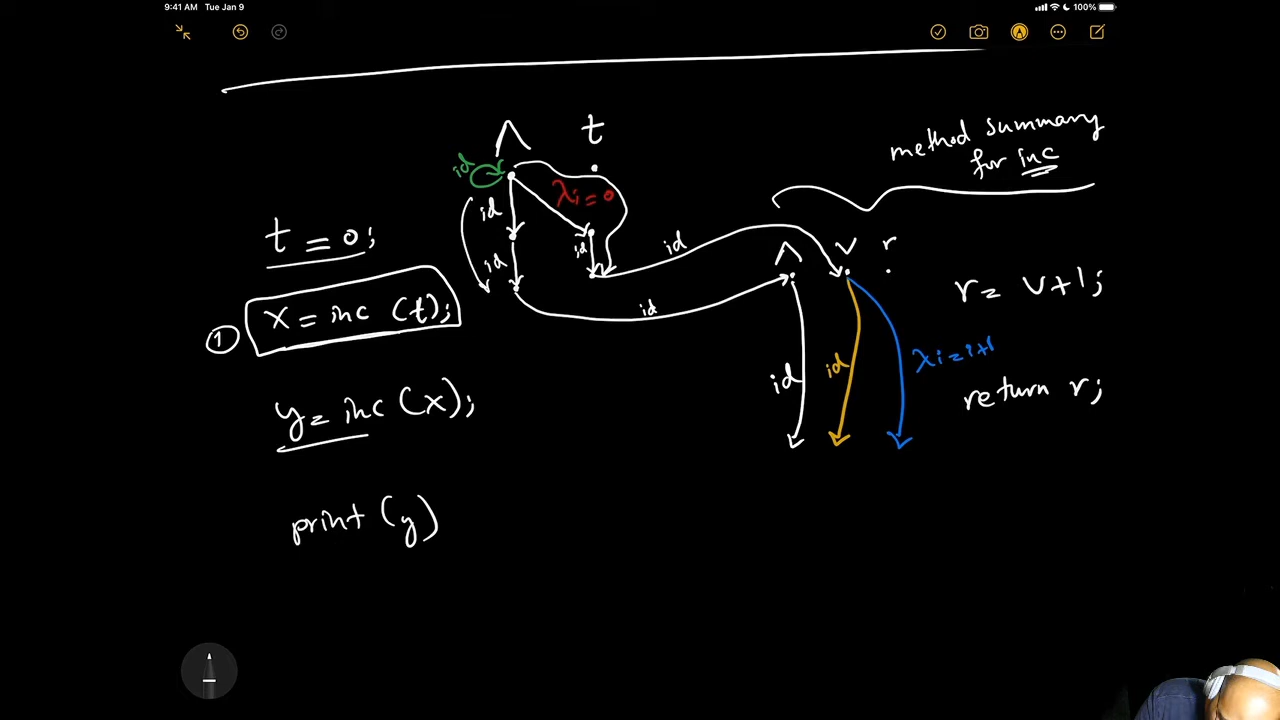 9:41 AM Tue Jan 9
100%
Λ t
method summary
for inc
id
λi=0
id
id
id
id
t = 0;
Λ v r
r = v+1;
① x = inc (t);
id
λi=i+1
id
id
return r;
y= inc (x);
print (y)